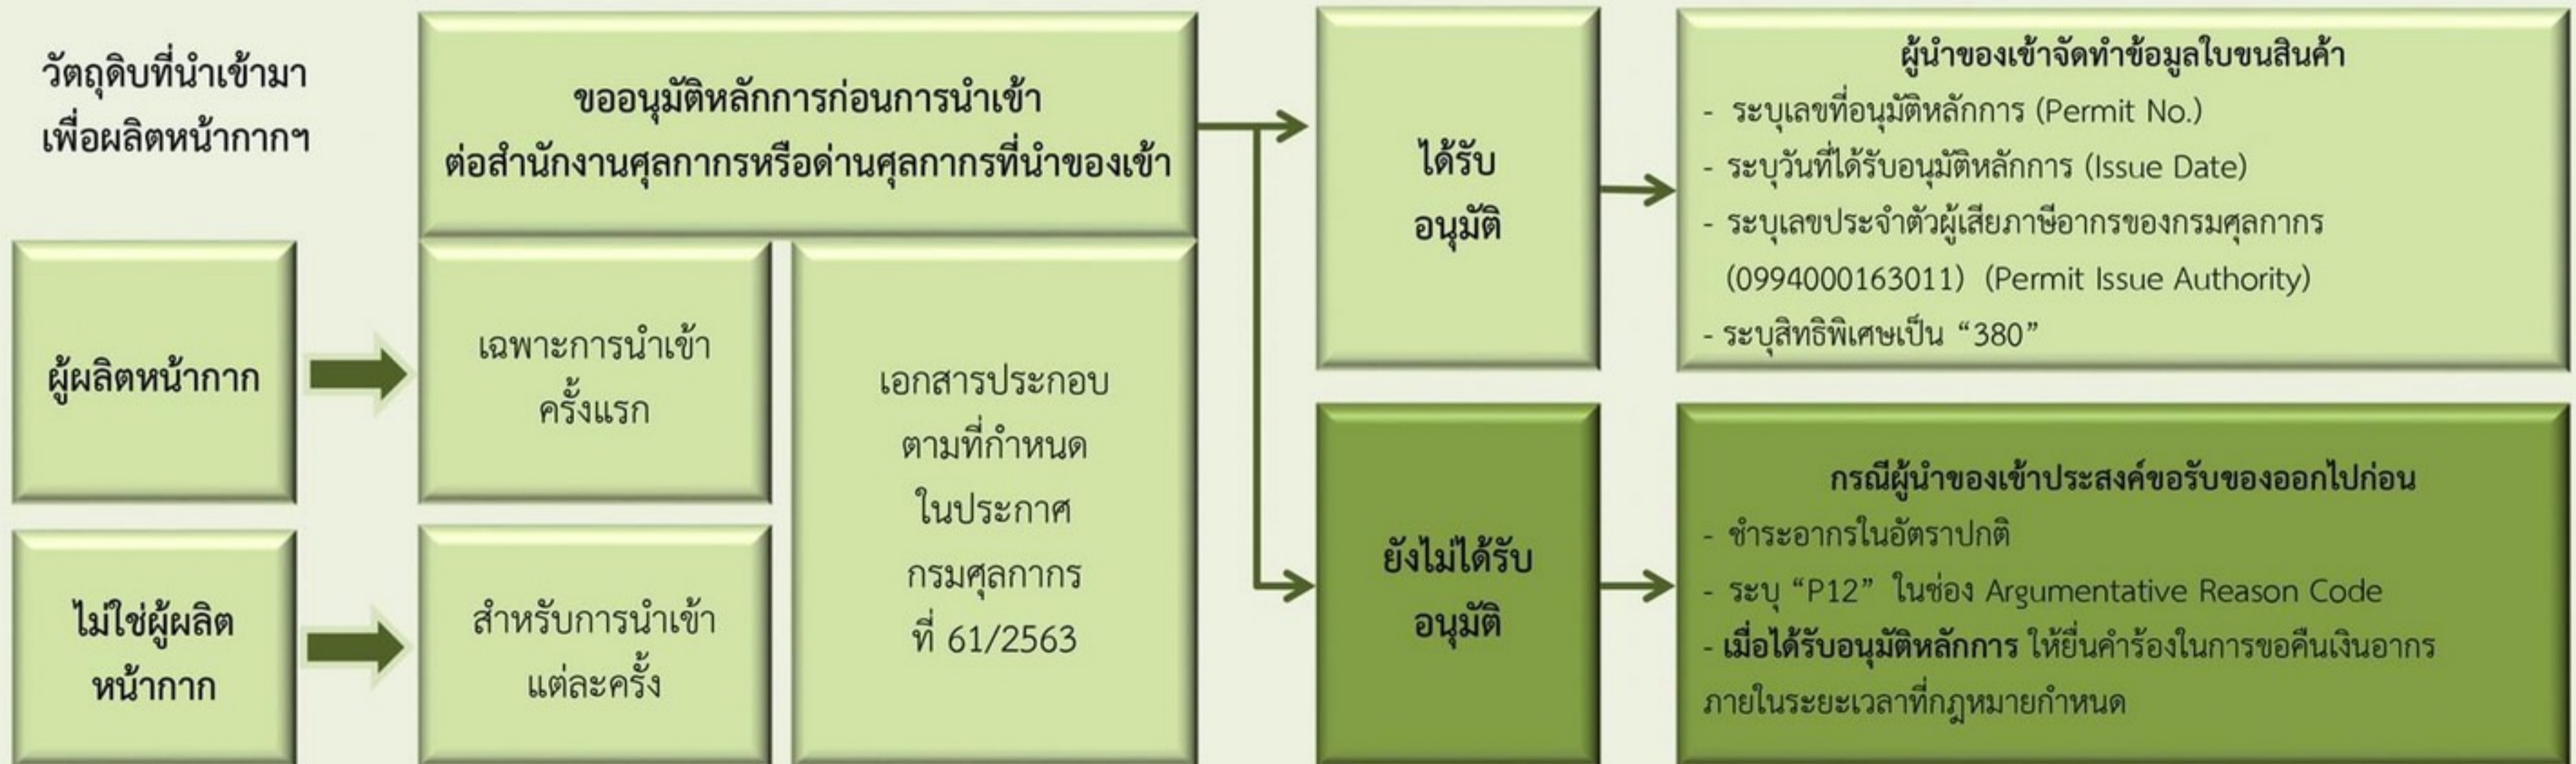 วัตถุดิบที่นำเข้ามา
เพื่อผลิตหน้ากากฯ
ขออนุมัติหลักการก่อนการนำเข้า
ต่อสำนักงานศุลกากรหรือด่านศุลกากรที่นำของเข้า
ผู้ผลิตหน้ากาก
เฉพาะการนำเข้า
ครั้งแรก
ไม่ใช่ผู้ผลิต
หน้ากาก
สำหรับการนำเข้า
แต่ละครั้ง
เอกสารประกอบ
ตามที่กำหนด
ในประกาศ
กรมศุลกากร
ที่ 61/2563
ได้รับ
อนุมัติ
ผู้นำของเข้าจัดทำข้อมูลใบขนสินค้า
- ระบุเลขที่อนุมัติหลักการ (Permit No.)
- ระบุวันที่ได้รับอนุมัติหลักการ (Issue Date)
- ระบุเลขประจำตัวผู้เสียภาษีอากรของกรมศุลกากร
(0994000163011) (Permit Issue Authority)
- ระบุสิทธิพิเศษเป็น “380”
ยังไม่ได้รับ
อนุมัติ
กรณีผู้นำของเข้าประสงค์ขอรับของออกไปก่อน
- ชำระอากรในอัตราปกติ
- ระบุ “P12” ในช่อง Argumentative Reason Code
- เมื่อได้รับอนุมัติหลักการ ให้ยื่นคำร้องในการขอคืนเงินอากร
ภายในระยะเวลาที่กฎหมายกำหนด